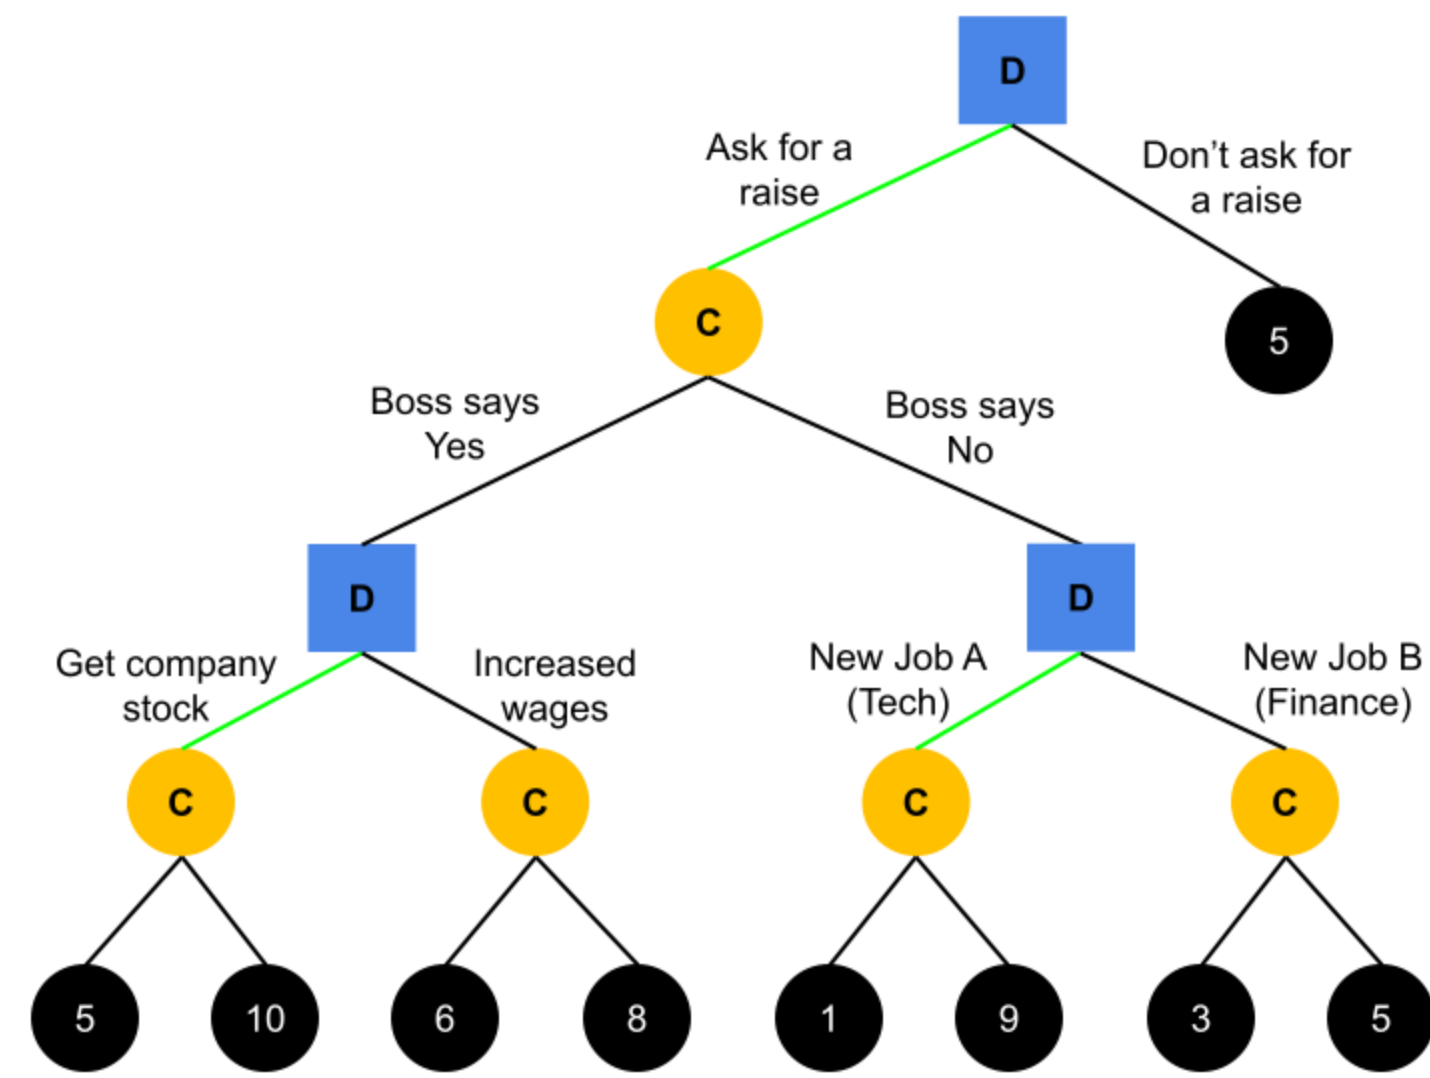 D
Ask for a
raise
Don’t ask for
a raise
C
5
Boss says
Yes
Boss says
No
D
D
Get company
stock
Increased
wages
New Job A
(Tech)
New Job B
(Finance)
C
C
C
C
5
10
6
8
1
9
3
5